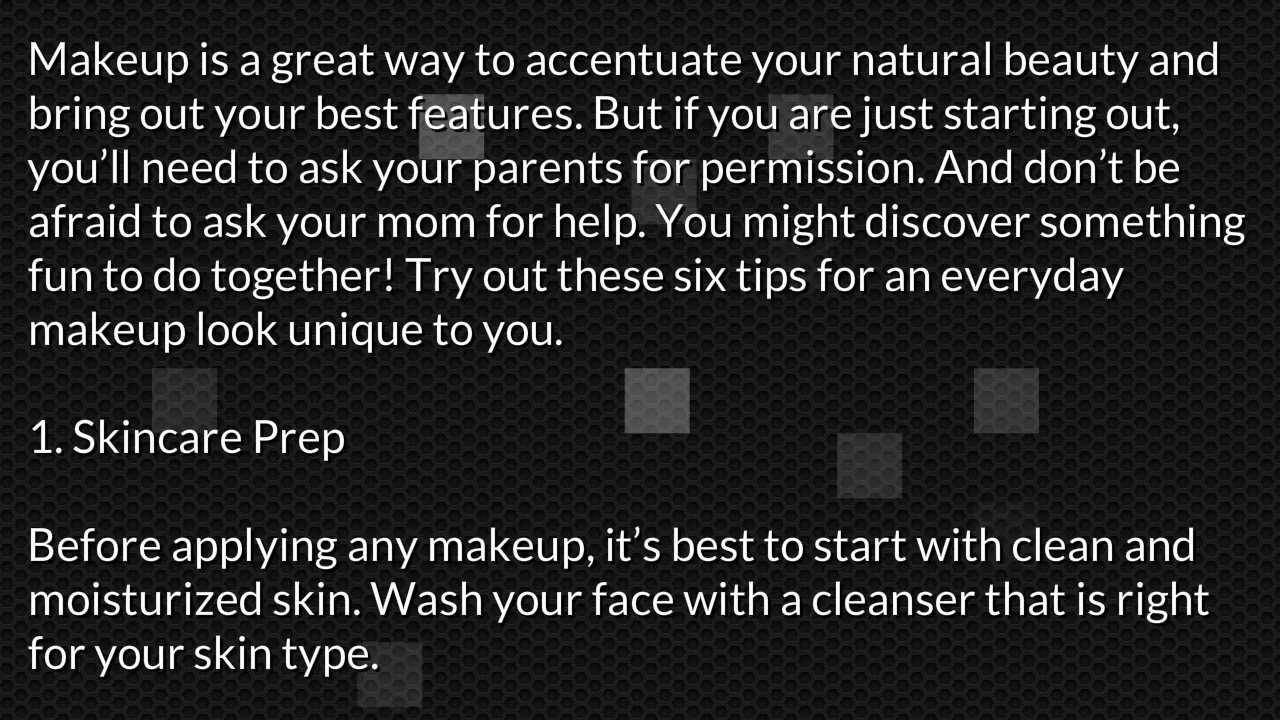 Makeup is a great way to accentuate your natural beauty and
bring out your best features. But if you are just starting out,
you’ll need to ask your parents for permission. And don’t be
afraid to ask your mom for help. You might discover something
fun to do together! Try out these six tips for an everyday
makeup look unique to you.
1. Skincare Prep
Before applying any makeup, it’s best to start with clean and
moisturized skin. Wash your face with a cleanser that is right
for your skin type.